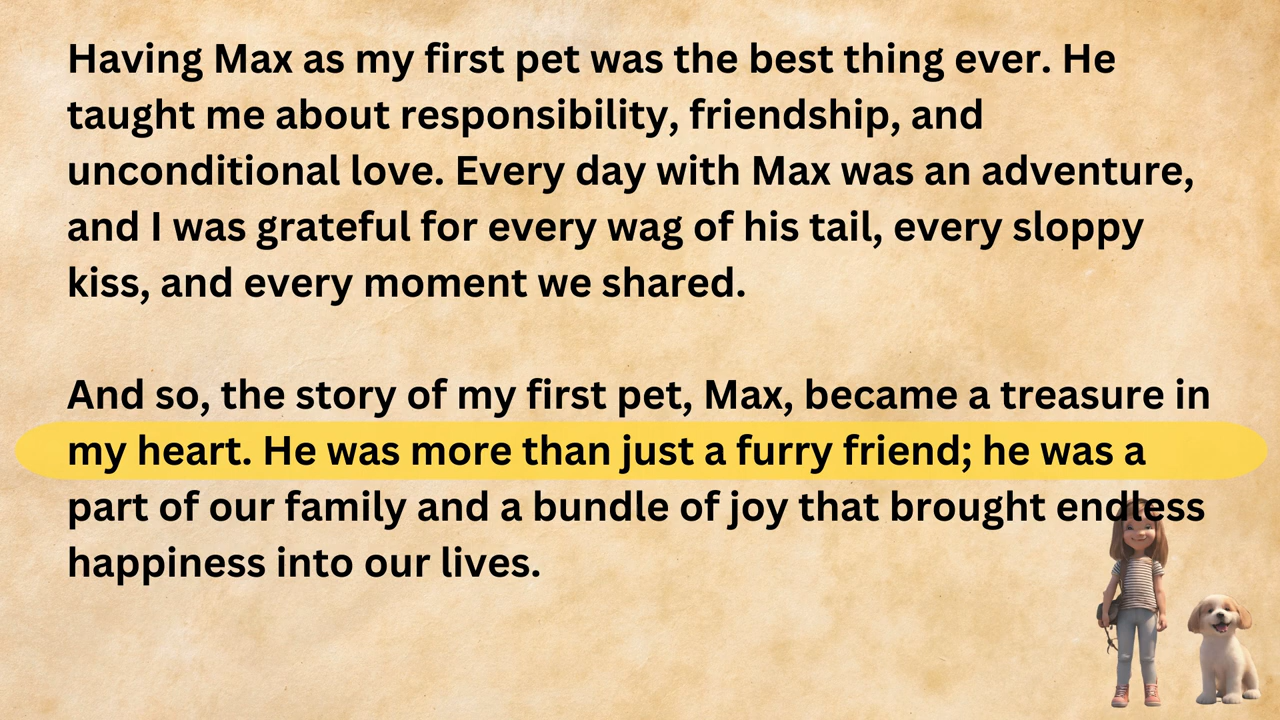 Having Max as my first pet was the best thing ever. He
taught me about responsibility, friendship, and
unconditional love. Every day with Max was an adventure,
and I was grateful for every wag of his tail, every sloppy
kiss, and every moment we shared.
And so, the story of my first pet, Max, became a treasure in
my heart. He was more than just a furry friend; he was a
part of our family and a bundle of joy that brought endless
happiness into our lives.